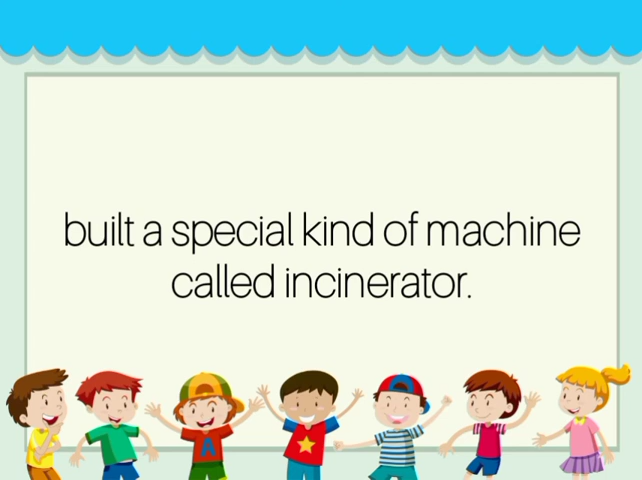 built a special kind of machine
called incinerator.
A